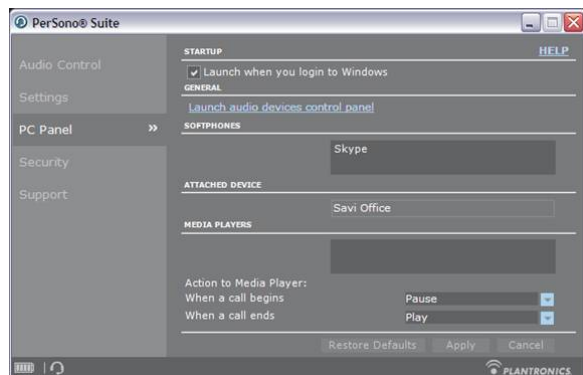 PerSono® Suite
Audio Control
Settings
PC Panel »
Security
Support
STARTUP HELP
Launch when you login to Windows
GENERAL
Launch audio devices control panel
SOFTPHONES
Skype
ATTACHED DEVICE
Savi Office
MEDIA PLAYERS
Action to Media Player:
When a call begins Pause
When a call ends Play
Restore Defaults Apply Cancel
PLANTRONICS